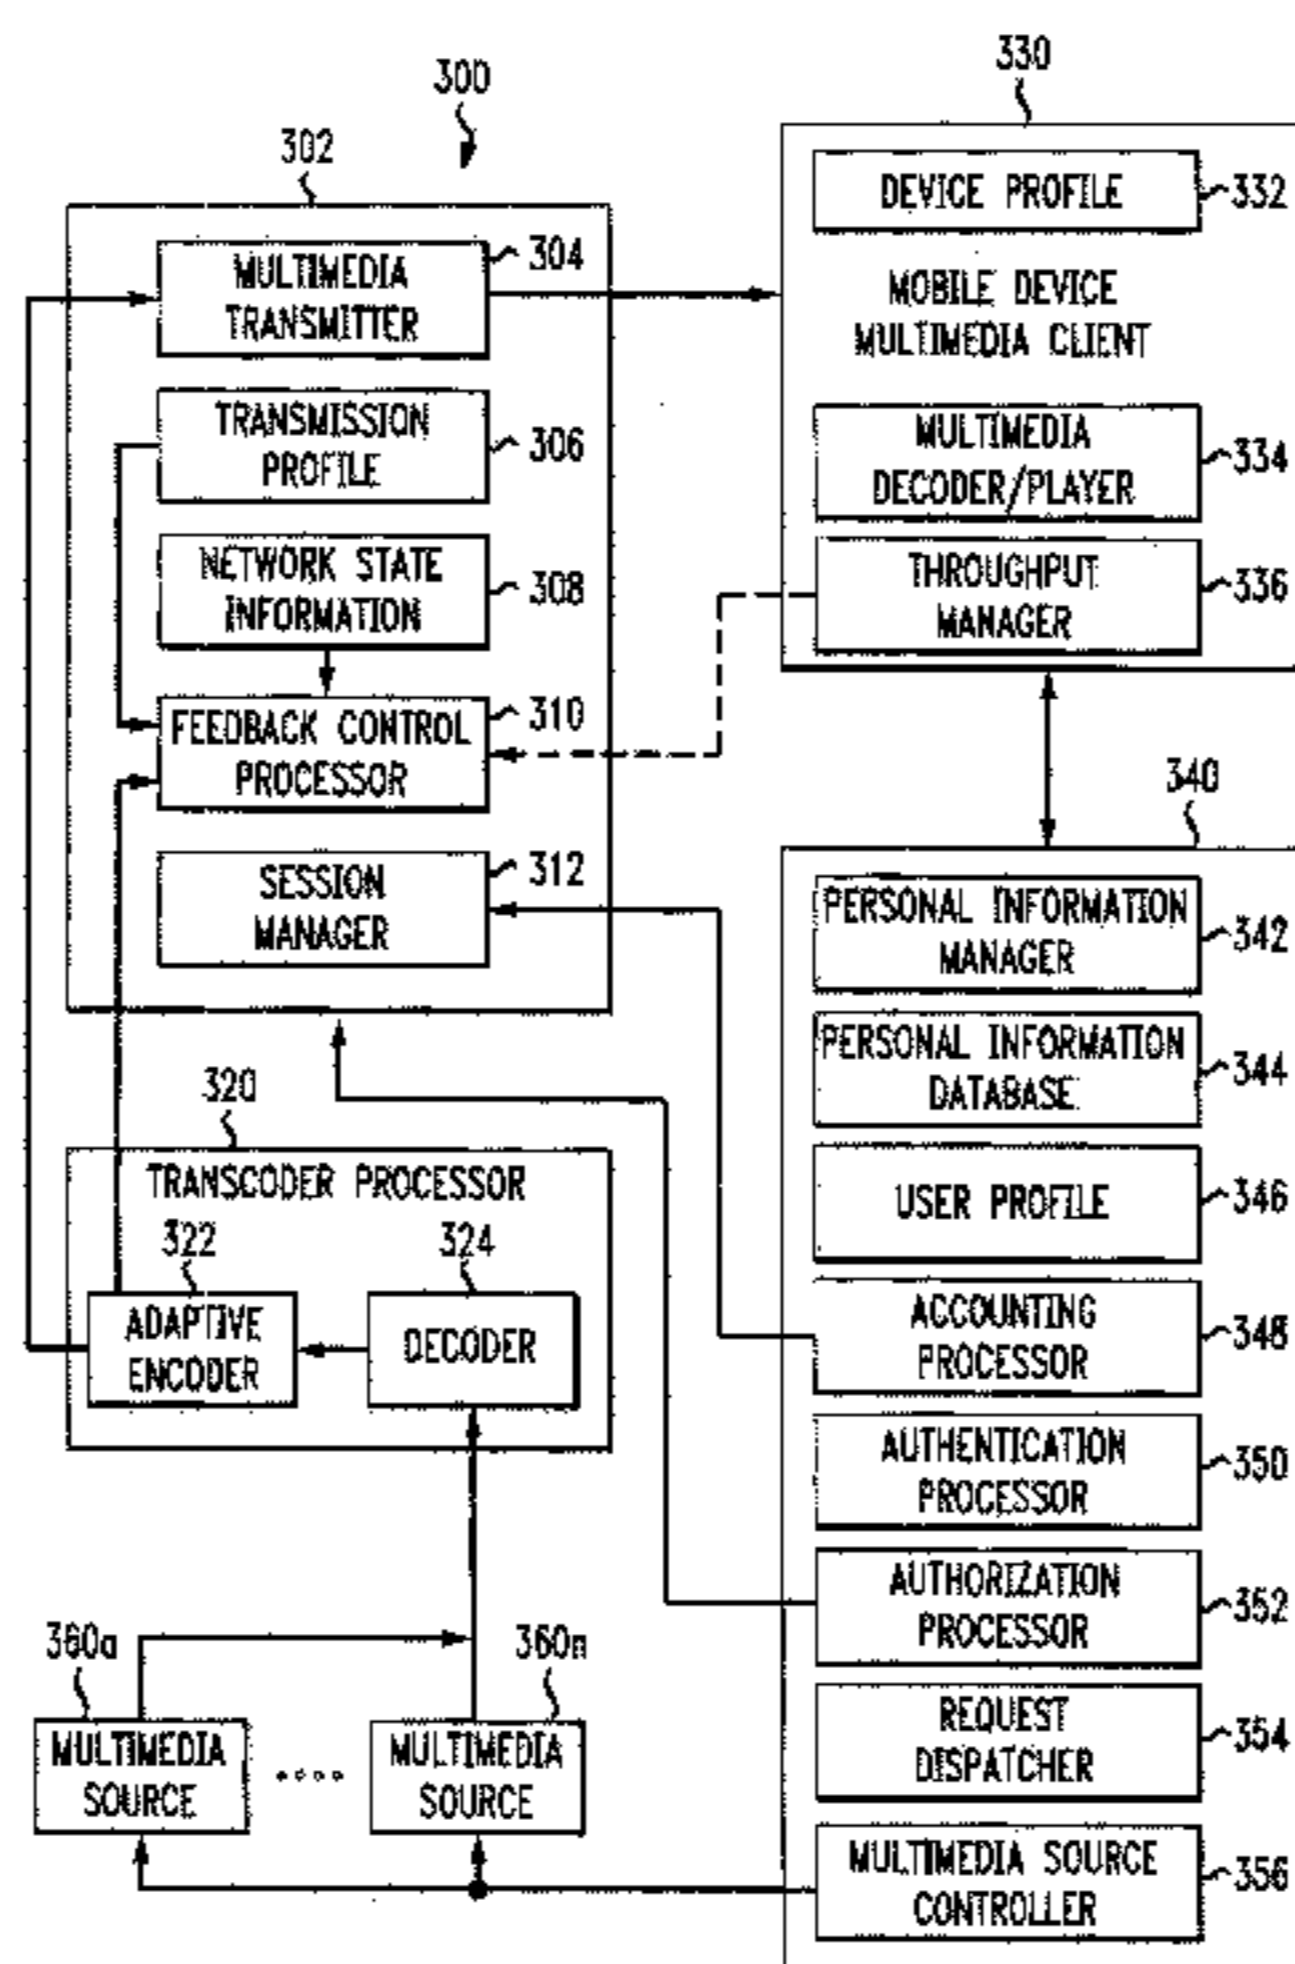 300
302
MULTIMEDIA
TRANSMITTER
304
TRANSMISSION
PROFILE
306
NETWORK STATE
INFORMATION
308
FEEDBACK CONTROL
PROCESSOR
310
SESSION
MANAGER
312
320
TRANSCODER PROCESSOR
322
324
ADAPTIVE
ENCODER
DECODER
360a
360n
MULTIMEDIA
SOURCE
....
MULTIMEDIA
SOURCE
330
DEVICE PROFILE
332
MOBILE DEVICE
MULTIMEDIA CLIENT
MULTIMEDIA
DECODER/PLAYER
334
THROUGHPUT
MANAGER
336
340
PERSONAL INFORMATION
MANAGER
342
PERSONAL INFORMATION
DATABASE
344
USER PROFILE
346
ACCOUNTING
PROCESSOR
348
AUTHENTICATION
PROCESSOR
350
AUTHORIZATION
PROCESSOR
352
REQUEST
DISPATCHER
354
MULTIMEDIA SOURCE
CONTROLLER
356